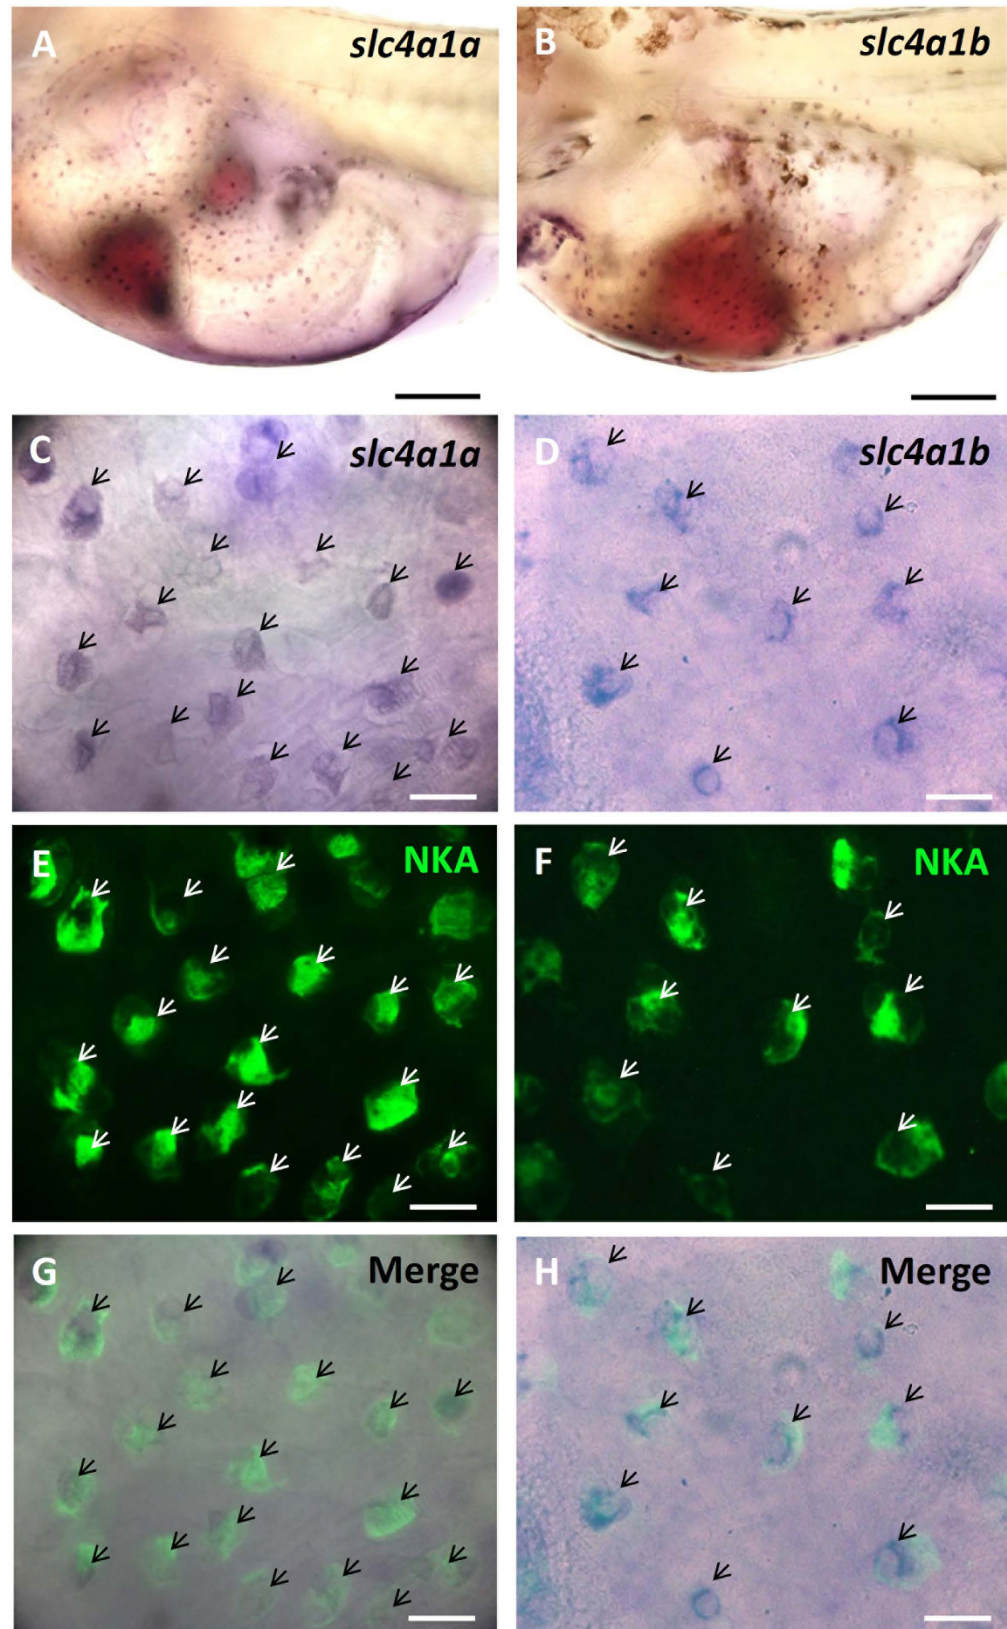 A slc4a1a
B slc4a1b
C slc4a1a
D slc4a1b
E NKA
F NKA
G Merge
H Merge